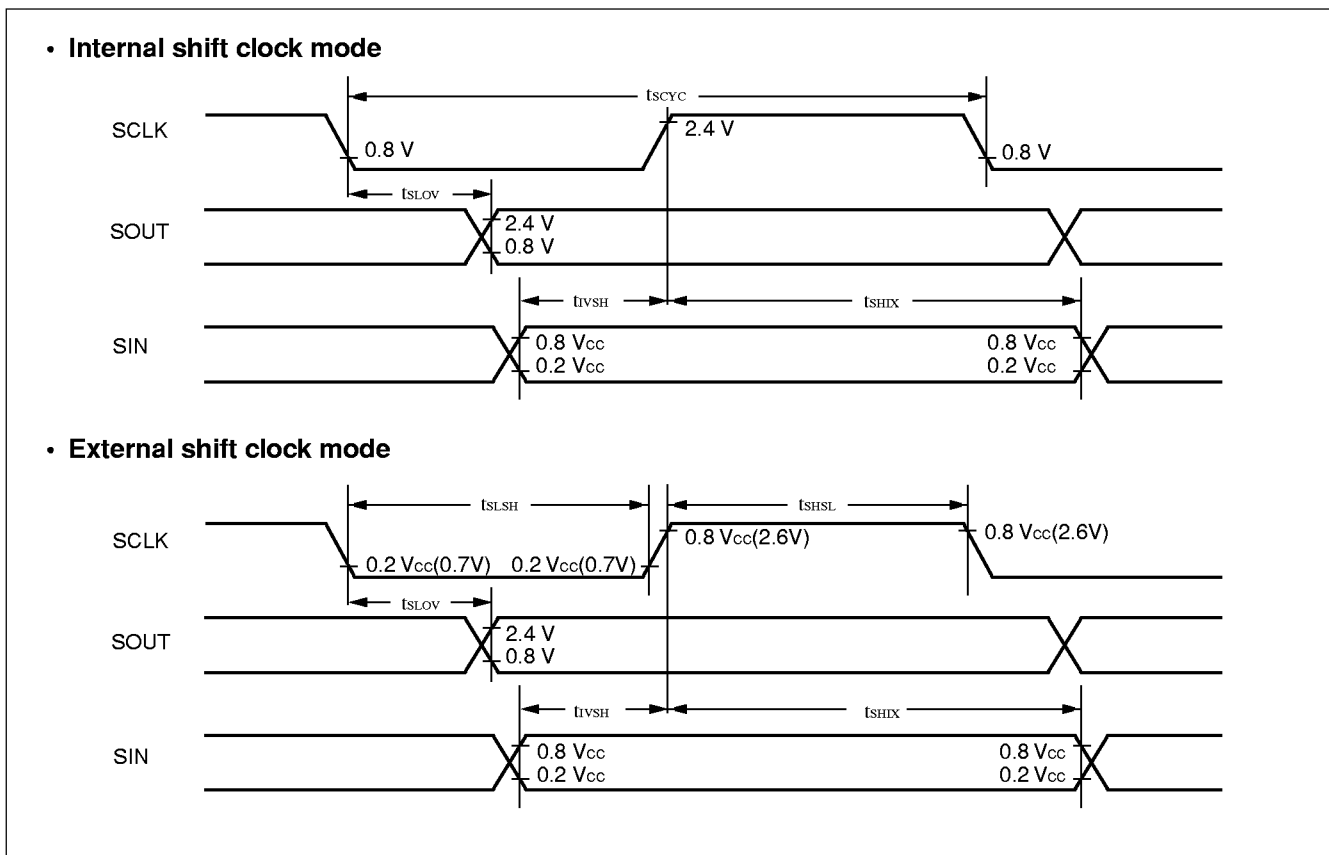 • Internal shift clock mode
tSCYC
SCLK
2.4 V
0.8 V
0.8 V
tSLOV
SOUT
2.4 V
0.8 V
tIVSH
tSHIX
SIN
0.8 VCC
0.8 VCC
0.2 VCC
0.2 VCC
• External shift clock mode
tSLSH
tSHSL
SCLK
0.8 VCC(2.6V)
0.8 VCC(2.6V)
0.2 VCC(0.7V)
0.2 VCC(0.7V)
tSLOV
SOUT
2.4 V
0.8 V
tIVSH
tSHIX
SIN
0.8 VCC
0.8 VCC
0.2 VCC
0.2 VCC